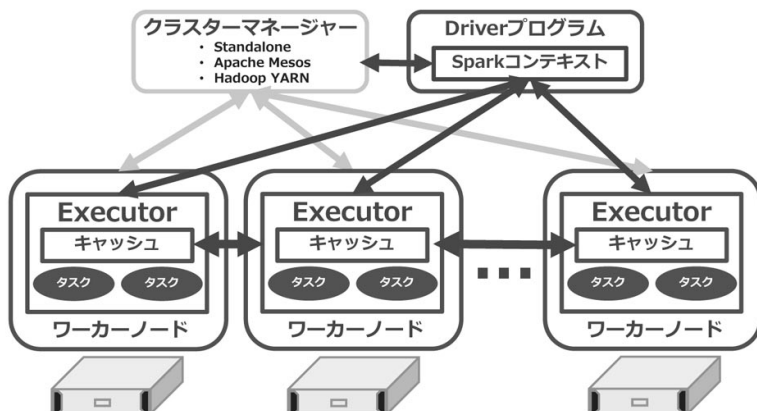 クラスターマネージャー
・ Standalone
・ Apache Mesos
・ Hadoop YARN
Driverプログラム
Sparkコンテキスト
Executor
キャッシュ
タスク タスク
ワーカーノード
Executor
キャッシュ
タスク タスク
ワーカーノード
Executor
キャッシュ
タスク タスク
ワーカーノード